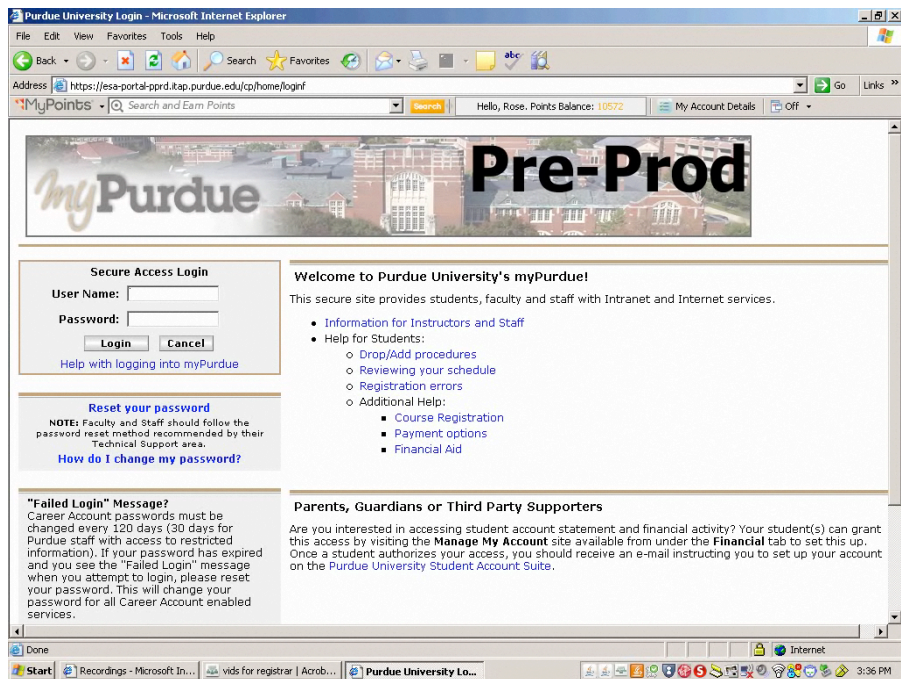 Purdue University Login - Microsoft Internet Explorer
File Edit View Favorites Tools Help
Back Search Favorites
Address https://esa-portal-pprd.itap.purdue.edu/cp/home/loginf Go Links »
MyPoints Search and Earn Points Search Hello, Rose. Points Balance: 10572 My Account Details Off
myPurdue
Pre-Prod
Secure Access Login
User Name:
Password:
Login Cancel
Help with logging into myPurdue
Reset your password
NOTE: Faculty and Staff should follow the
password reset method recommended by their
Technical Support area.
How do I change my password?
"Failed Login" Message?
Career Account passwords must be
changed every 120 days (30 days for
Purdue staff with access to restricted
information). If your password has expired
and you see the "Failed Login" message
when you attempt to login, please reset
your password. This will change your
password for all Career Account enabled
services.
Welcome to Purdue University's myPurdue!
This secure site provides students, faculty and staff with Intranet and Internet services.
Information for Instructors and Staff
Help for Students:
Drop/Add procedures
Reviewing your schedule
Registration errors
Additional Help:
Course Registration
Payment options
Financial Aid
Parents, Guardians or Third Party Supporters
Are you interested in accessing student account statement and financial activity? Your student(s) can grant
this access by visiting the Manage My Account site available from under the Financial tab to set this up.
Once a student authorizes your access, you should receive an e-mail instructing you to set up your account
on the Purdue University Student Account Suite.
Done Internet
Start Recordings - Microsoft In... vids for registrar | Acrob... Purdue University Lo... 3:36 PM